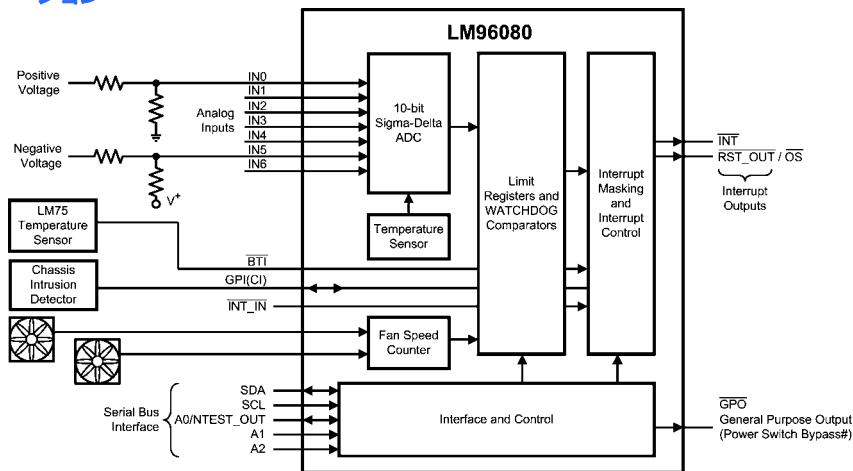 LM96080
Positive
Voltage
Negative
Voltage
Analog
Inputs
IN0
IN1
IN2
IN3
IN4
IN5
IN6
V+
10-bit
Sigma-Delta
ADC
Temperature
Sensor
Limit
Registers and
WATCHDOG
Comparators
Interrupt
Masking
and
Interrupt
Control
INT
RST_OUT / OS
Interrupt
Outputs
LM75
Temperature
Sensor
Chassis
Intrusion
Detector
BTI
GPI(CI)
INT_IN
Fan Speed
Counter
Serial Bus
Interface
SDA
SCL
A0/NTEST_OUT
A1
A2
Interface and Control
GPO
General Purpose Output
(Power Switch Bypass#)